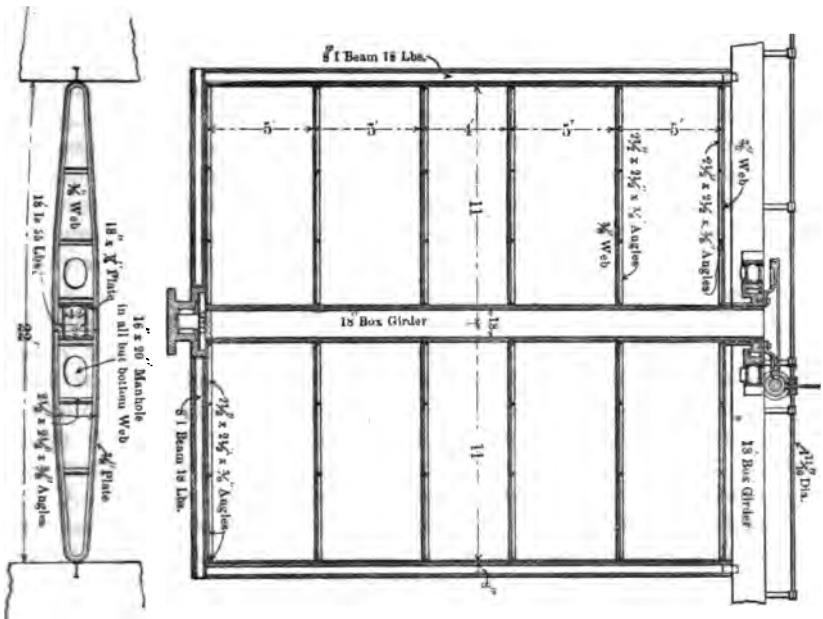 8" I Beam 18 Lbs.
5'
5'
4'
5'
5'
11
2½" x 2½" x ⅜" Angles
⅜" Web
2½" x 2½" x ⅜" Angles
⅜" Web
18" Box Girder
18"
11
8" I Beam 18 Lbs.
2½" x 2½" x ⅜" Angles
18" Box Girder
Dia.
⅜" Web
18" Is 55 Lbs.
Plate
16" x 20" Manhole
in all but bottom Web
22'
2½" x 2½" x ⅜" Angles
⅜" Plate